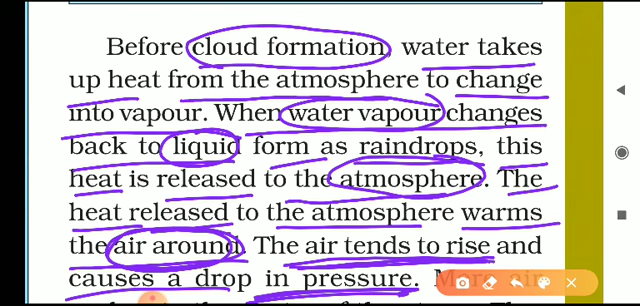 Before cloud formation, water takes
up heat from the atmosphere to change
into vapour. When water vapour changes
back to liquid form as raindrops, this
heat is released to the atmosphere. The
heat released to the atmosphere warms
the air around. The air tends to rise and
causes a drop in pressure. More air